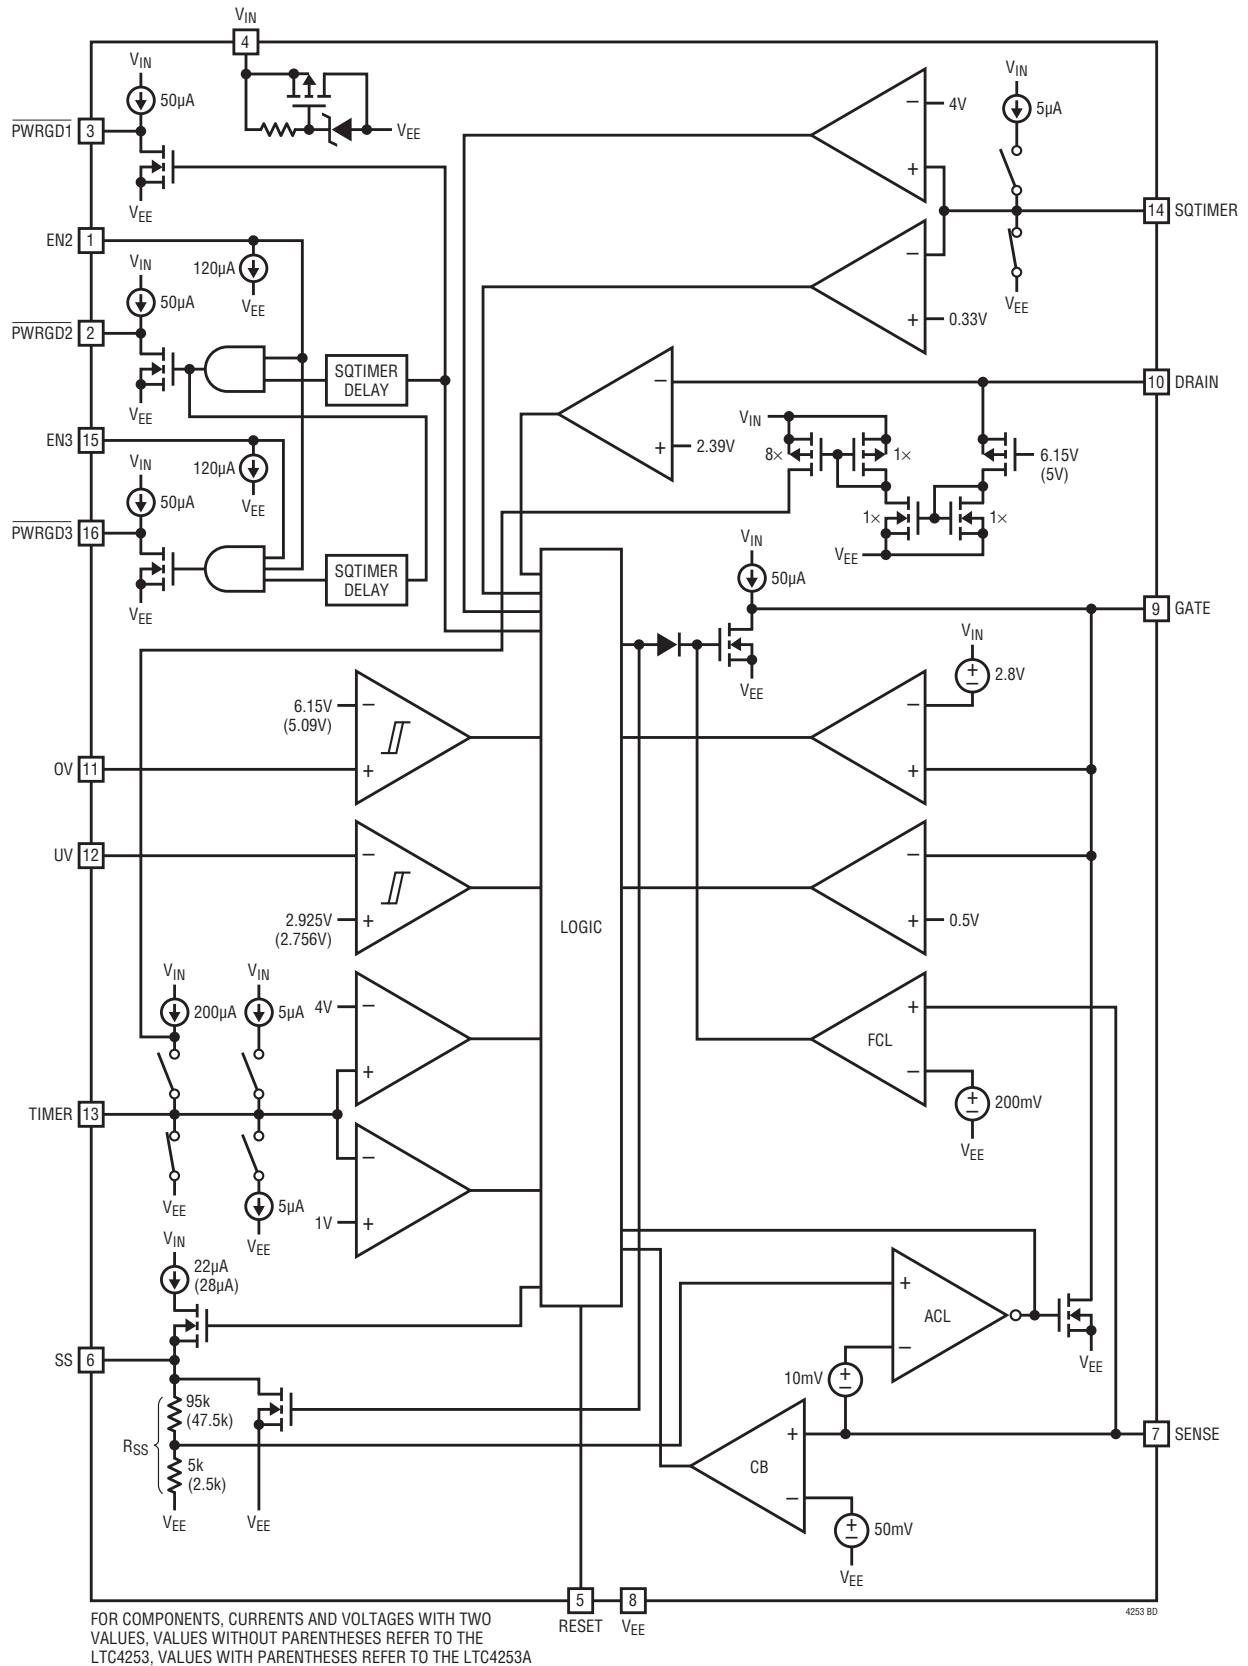 VIN
4
VIN
50µA
PWRGD1
3
VEE
VEE
4V
−
+
VIN
5µA
14
SQTIMER
VEE
−
+
0.33V
EN2
1
120µA
VEE
VIN
50µA
PWRGD2
2
VEE
SQTIMER
DELAY
EN3
15
120µA
VEE
VIN
50µA
PWRGD3
16
VEE
SQTIMER
DELAY
−
+
2.39V
10
DRAIN
VIN
8×
1×
6.15V
(5V)
1×
1×
VEE
VIN
50µA
VEE
9
GATE
VIN
+
−
2.8V
−
+
6.15V
(5.09V)
−
+
OV
11
UV
12
−
+
2.925V
(2.756V)
LOGIC
−
+
0.5V
VIN
200µA
VIN
5µA
4V
−
+
TIMER
13
VEE
5µA
VEE
−
+
1V
FCL
+
−
+
−
200mV
VEE
VIN
22µA
(28µA)
SS
6
95k
(47.5k)
RSS
5k
(2.5k)
VEE
VEE
+
−
ACL
VEE
10mV
+
−
7
SENSE
CB
+
−
+
−
50mV
VEE
5
RESET
8
VEE
4253 BD
FOR COMPONENTS, CURRENTS AND VOLTAGES WITH TWO
VALUES, VALUES WITHOUT PARENTHESES REFER TO THE
LTC4253, VALUES WITH PARENTHESES REFER TO THE LTC4253A